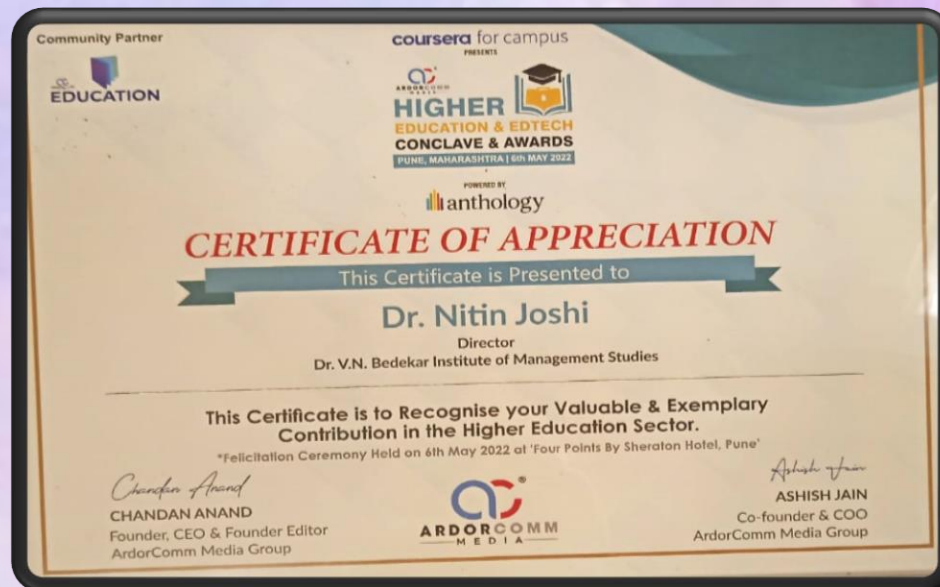 Community Partner
EDUCATION
coursera for campus
PRESENTS
ARDORCOMM
MEDIA
HIGHER
EDUCATION & EDTECH
CONCLAVE & AWARDS
PUNE, MAHARASHTRA | 6th MAY 2022
POWERED BY
anthology
CERTIFICATE OF APPRECIATION
This Certificate is Presented to
Dr. Nitin Joshi
Director
Dr. V.N. Bedekar Institute of Management Studies
This Certificate is to Recognise your Valuable & Exemplary
Contribution in the Higher Education Sector.
*Felicitation Ceremony Held on 6th May 2022 at 'Four Points By Sheraton Hotel, Pune'
Chandan Anand
CHANDAN ANAND
Founder, CEO & Founder Editor
ArdorComm Media Group
ARDORCOMM
MEDIA
Ashish Jain
ASHISH JAIN
Co-founder & COO
ArdorComm Media Group